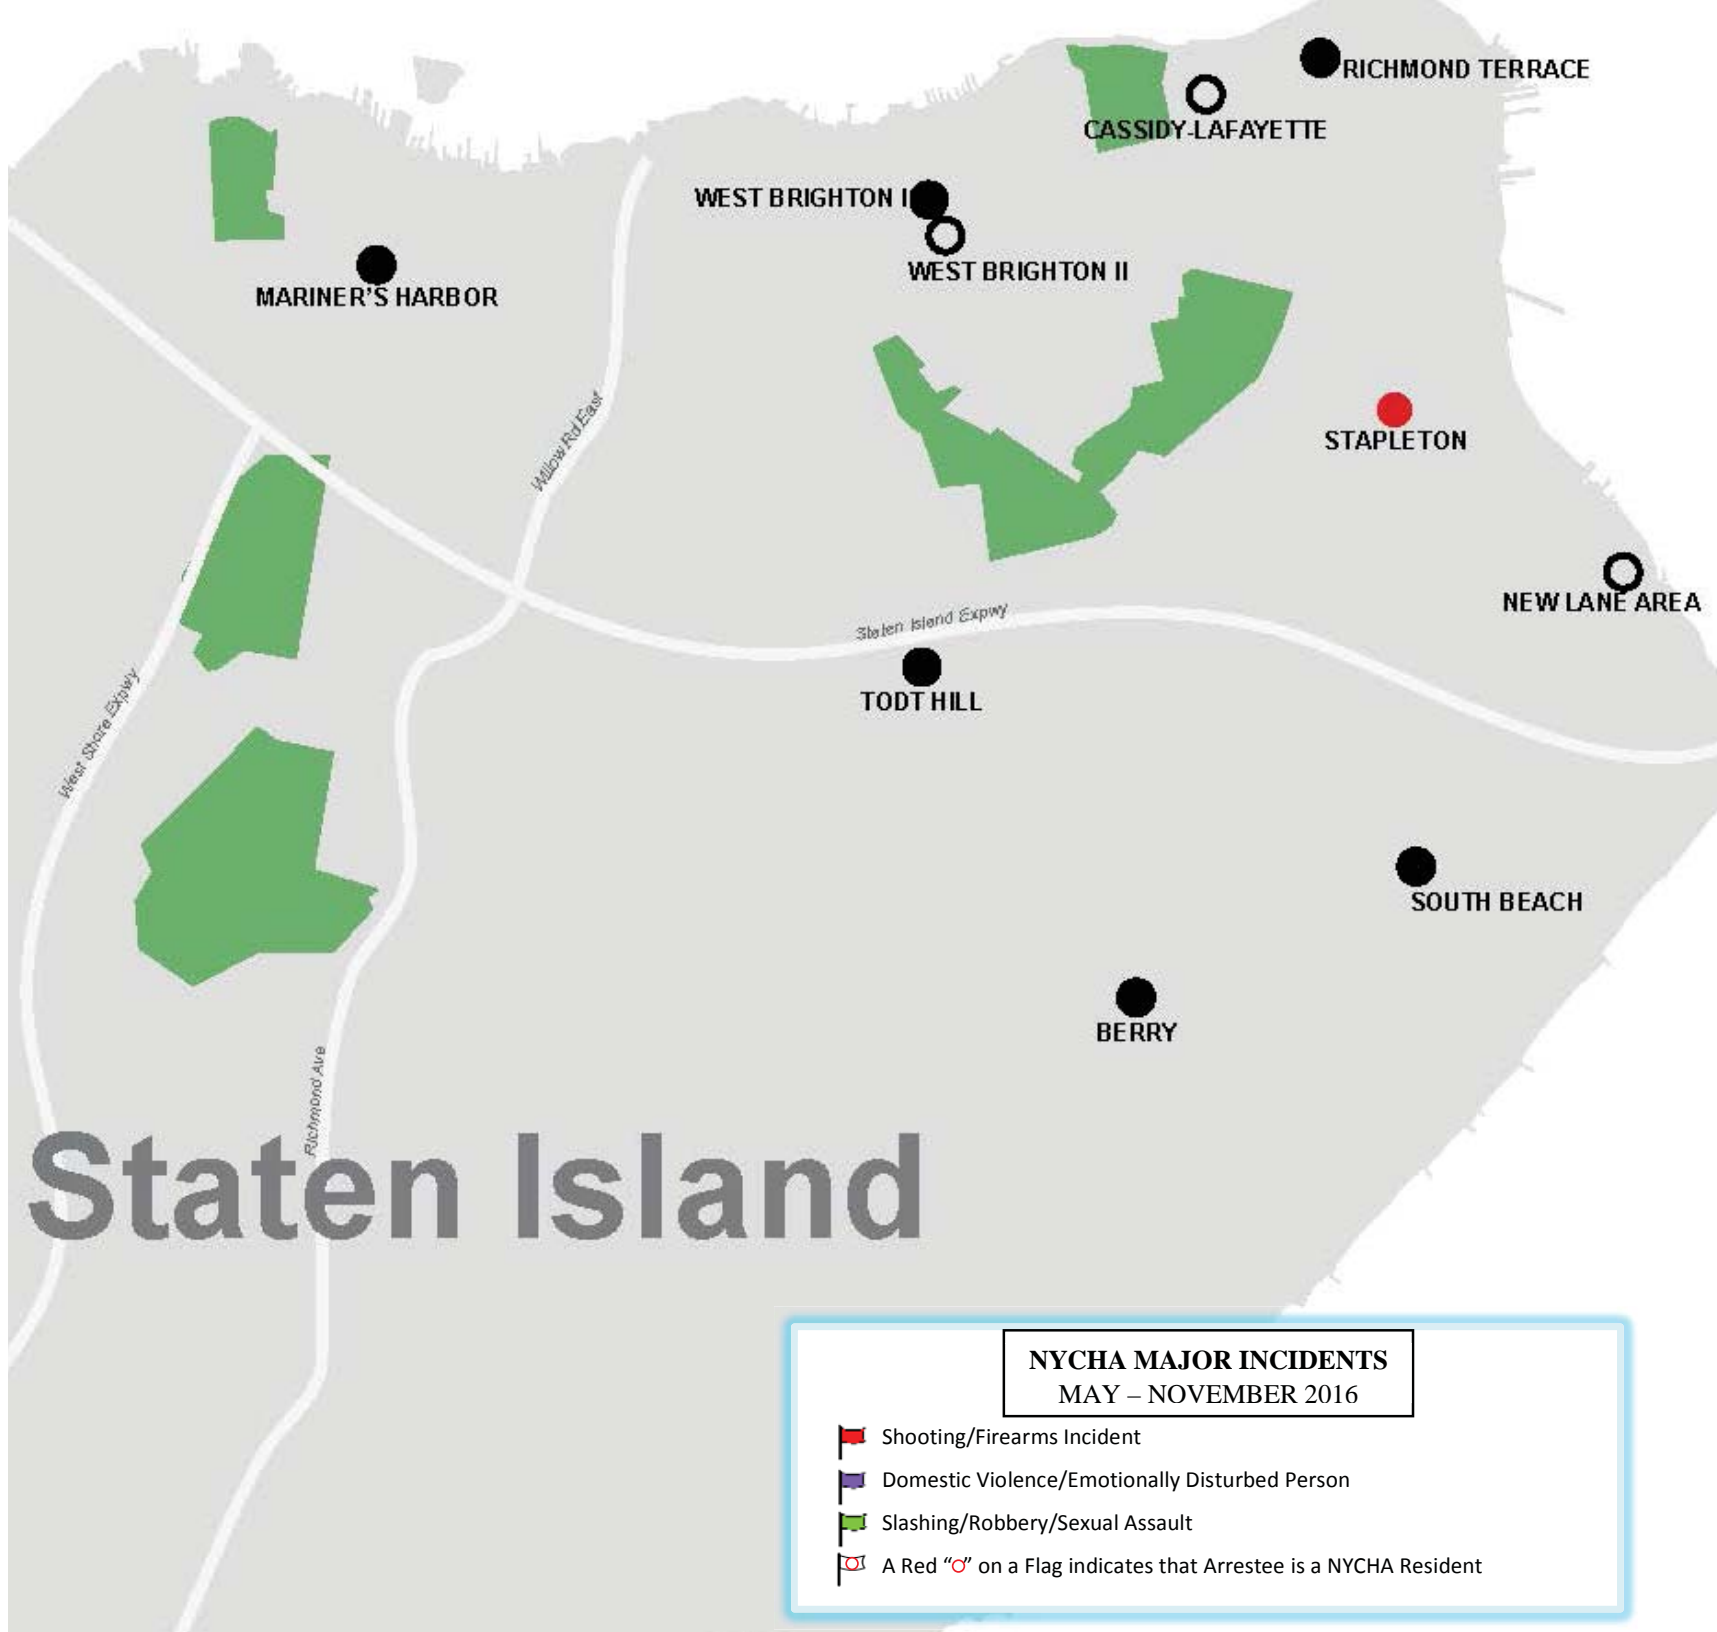 RICHMOND TERRACE
CASSIDY-LAFAYETTE
WEST BRIGHTON I
WEST BRIGHTON II
MARINER'S HARBOR
Willow Rd East
STAPLETON
NEW LANE AREA
Staten Island Expwy
TODT HILL
West Shore Expwy
SOUTH BEACH
BERRY
Richmond Ave
Staten Island
NYCHA MAJOR INCIDENTS
MAY – NOVEMBER 2016
Shooting/Firearms Incident
Domestic Violence/Emotionally Disturbed Person
Slashing/Robbery/Sexual Assault
A Red “O” on a Flag indicates that Arrestee is a NYCHA Resident